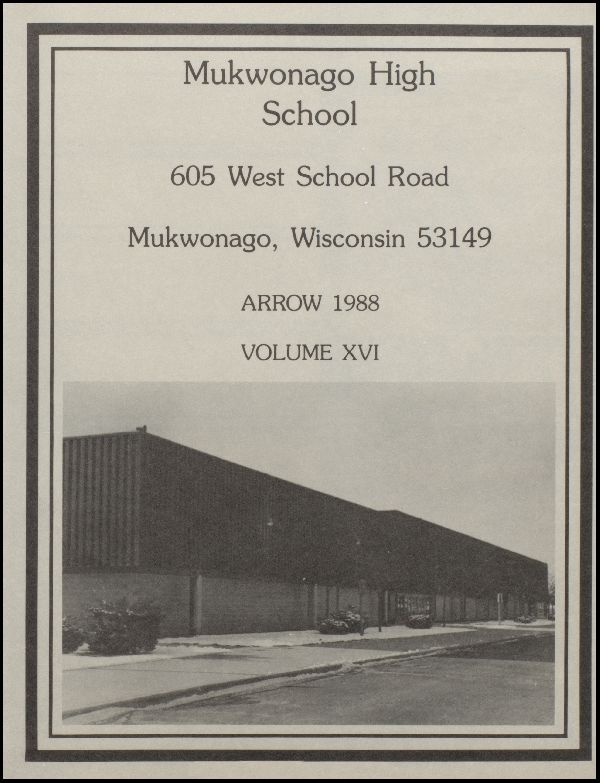 Mukwonago High
School
605 West School Road
Mukwonago, Wisconsin 53149
ARROW 1988
VOLUME XVI